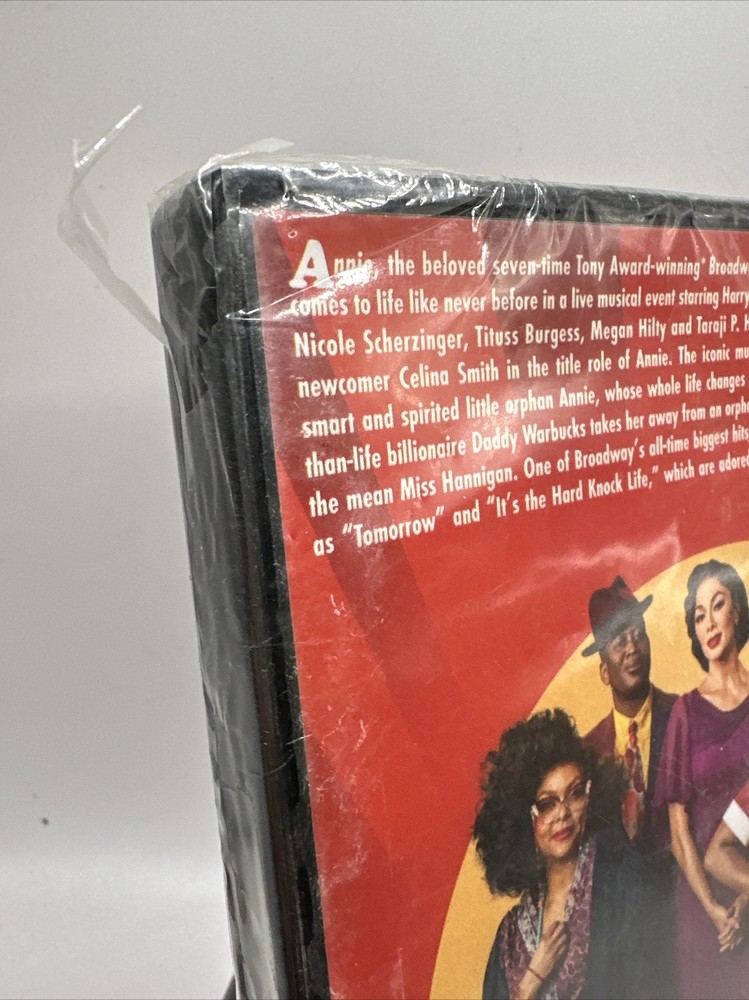 Annie, the beloved seven-time Tony Award-winning* Broadw
comes to life like never before in a live musical event starring Harry
Nicole Scherzinger, Tituss Burgess, Megan Hilty and Taraji P. H
newcomer Celina Smith in the title role of Annie. The iconic mu
smart and spirited little orphan Annie, whose whole life changes
than-life billionaire Daddy Warbucks takes her away from an orpha
the mean Miss Hannigan. One of Broadway's all-time biggest hits,
as "Tomorrow" and "It's the Hard Knock Life," which are adored